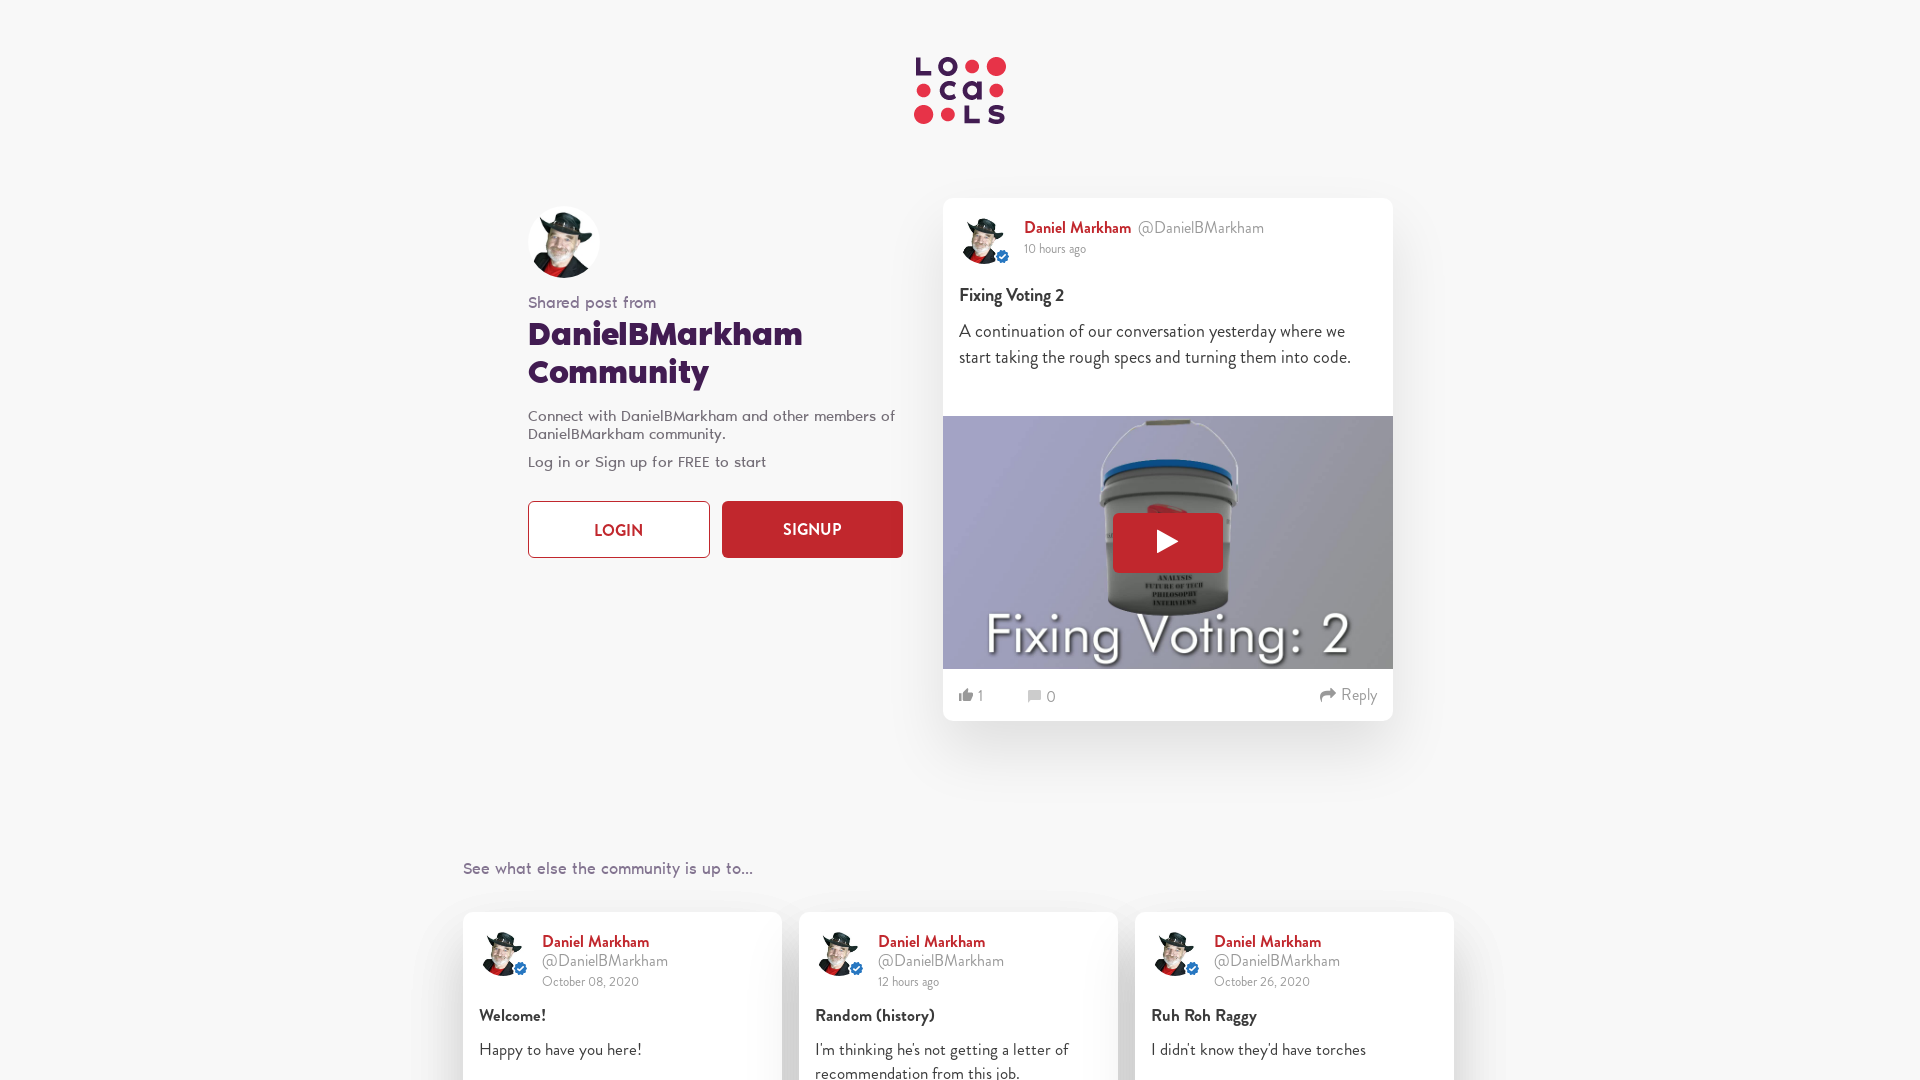 LO
ca
LS
Shared post from
DanielBMarkham
Community
Connect with DanielBMarkham and other members of
DanielBMarkham community.
Log in or Sign up for FREE to start
LOGIN
SIGNUP
Daniel Markham @DanielBMarkham
10 hours ago
Fixing Voting 2
A continuation of our conversation yesterday where we
start taking the rough specs and turning them into code.
ANALYSIS
FUTURE OF TECH
PHILOSOPHY
INTERVIEWS
Fixing Voting: 2
1
0
Reply
See what else the community is up to...
Daniel Markham
@DanielBMarkham
October 08, 2020
Welcome!
Happy to have you here!
Daniel Markham
@DanielBMarkham
12 hours ago
Random (history)
I'm thinking he's not getting a letter of
recommendation from this job.
Daniel Markham
@DanielBMarkham
October 26, 2020
Ruh Roh Raggy
I didn't know they'd have torches